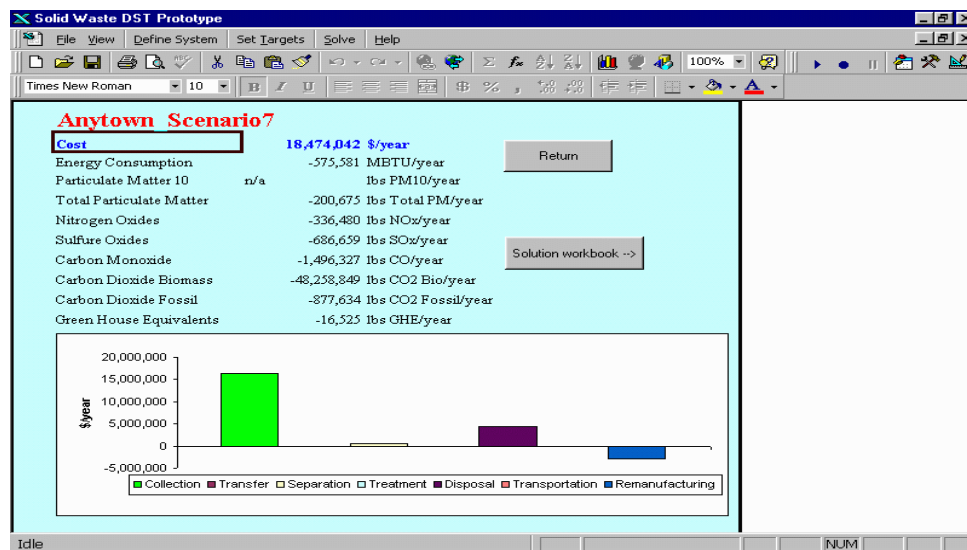 Solid Waste DST Prototype
File View Define System Set Targets Solve Help
100%
Times New Roman 10 B I U $ % ,
Anytown_Scenario7
Cost 18,474,042 $/year
Energy Consumption -575,581 MBTU/year
Return
Particulate Matter 10 n/a lbs PM10/year
Total Particulate Matter -200,675 lbs Total PM/year
Nitrogen Oxides -336,480 lbs NOx/year
Sulfure Oxides -686,659 lbs SOx/year
Solution workbook -->
Carbon Monoxide -1,496,327 lbs CO/year
Carbon Dioxide Biomass -48,258,849 lbs CO2 Bio/year
Carbon Dioxide Fossil -877,634 lbs CO2 Fossil/year
Green House Equivalents -16,525 lbs GHE/year
20,000,000
15,000,000
10,000,000
$/year
5,000,000
0
-5,000,000
Collection Transfer Separation Treatment Disposal Transportation Remanufacturing
Idle NUM